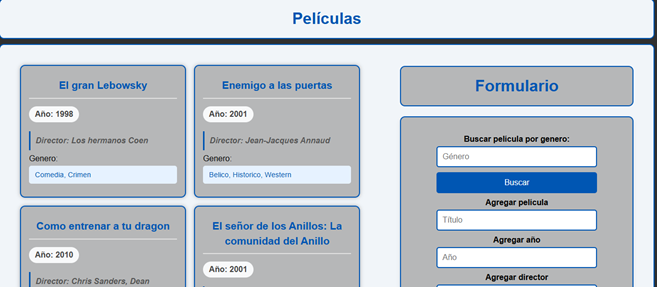 Películas
El gran Lebowsky
Año: 1998
Director: Los hermanos Coen
Genero:
Comedia, Crimen
Enemigo a las puertas
Año: 2001
Director: Jean-Jacques Annaud
Genero:
Belico, Historico, Western
Como entrenar a tu dragon
Año: 2010
Director: Chris Sanders, Dean
El señor de los Anillos: La
comunidad del Anillo
Año: 2001
Formulario
Buscar pelicula por genero:
Género
Buscar
Agregar pelicula
Título
Agregar año
Año
Agregar director